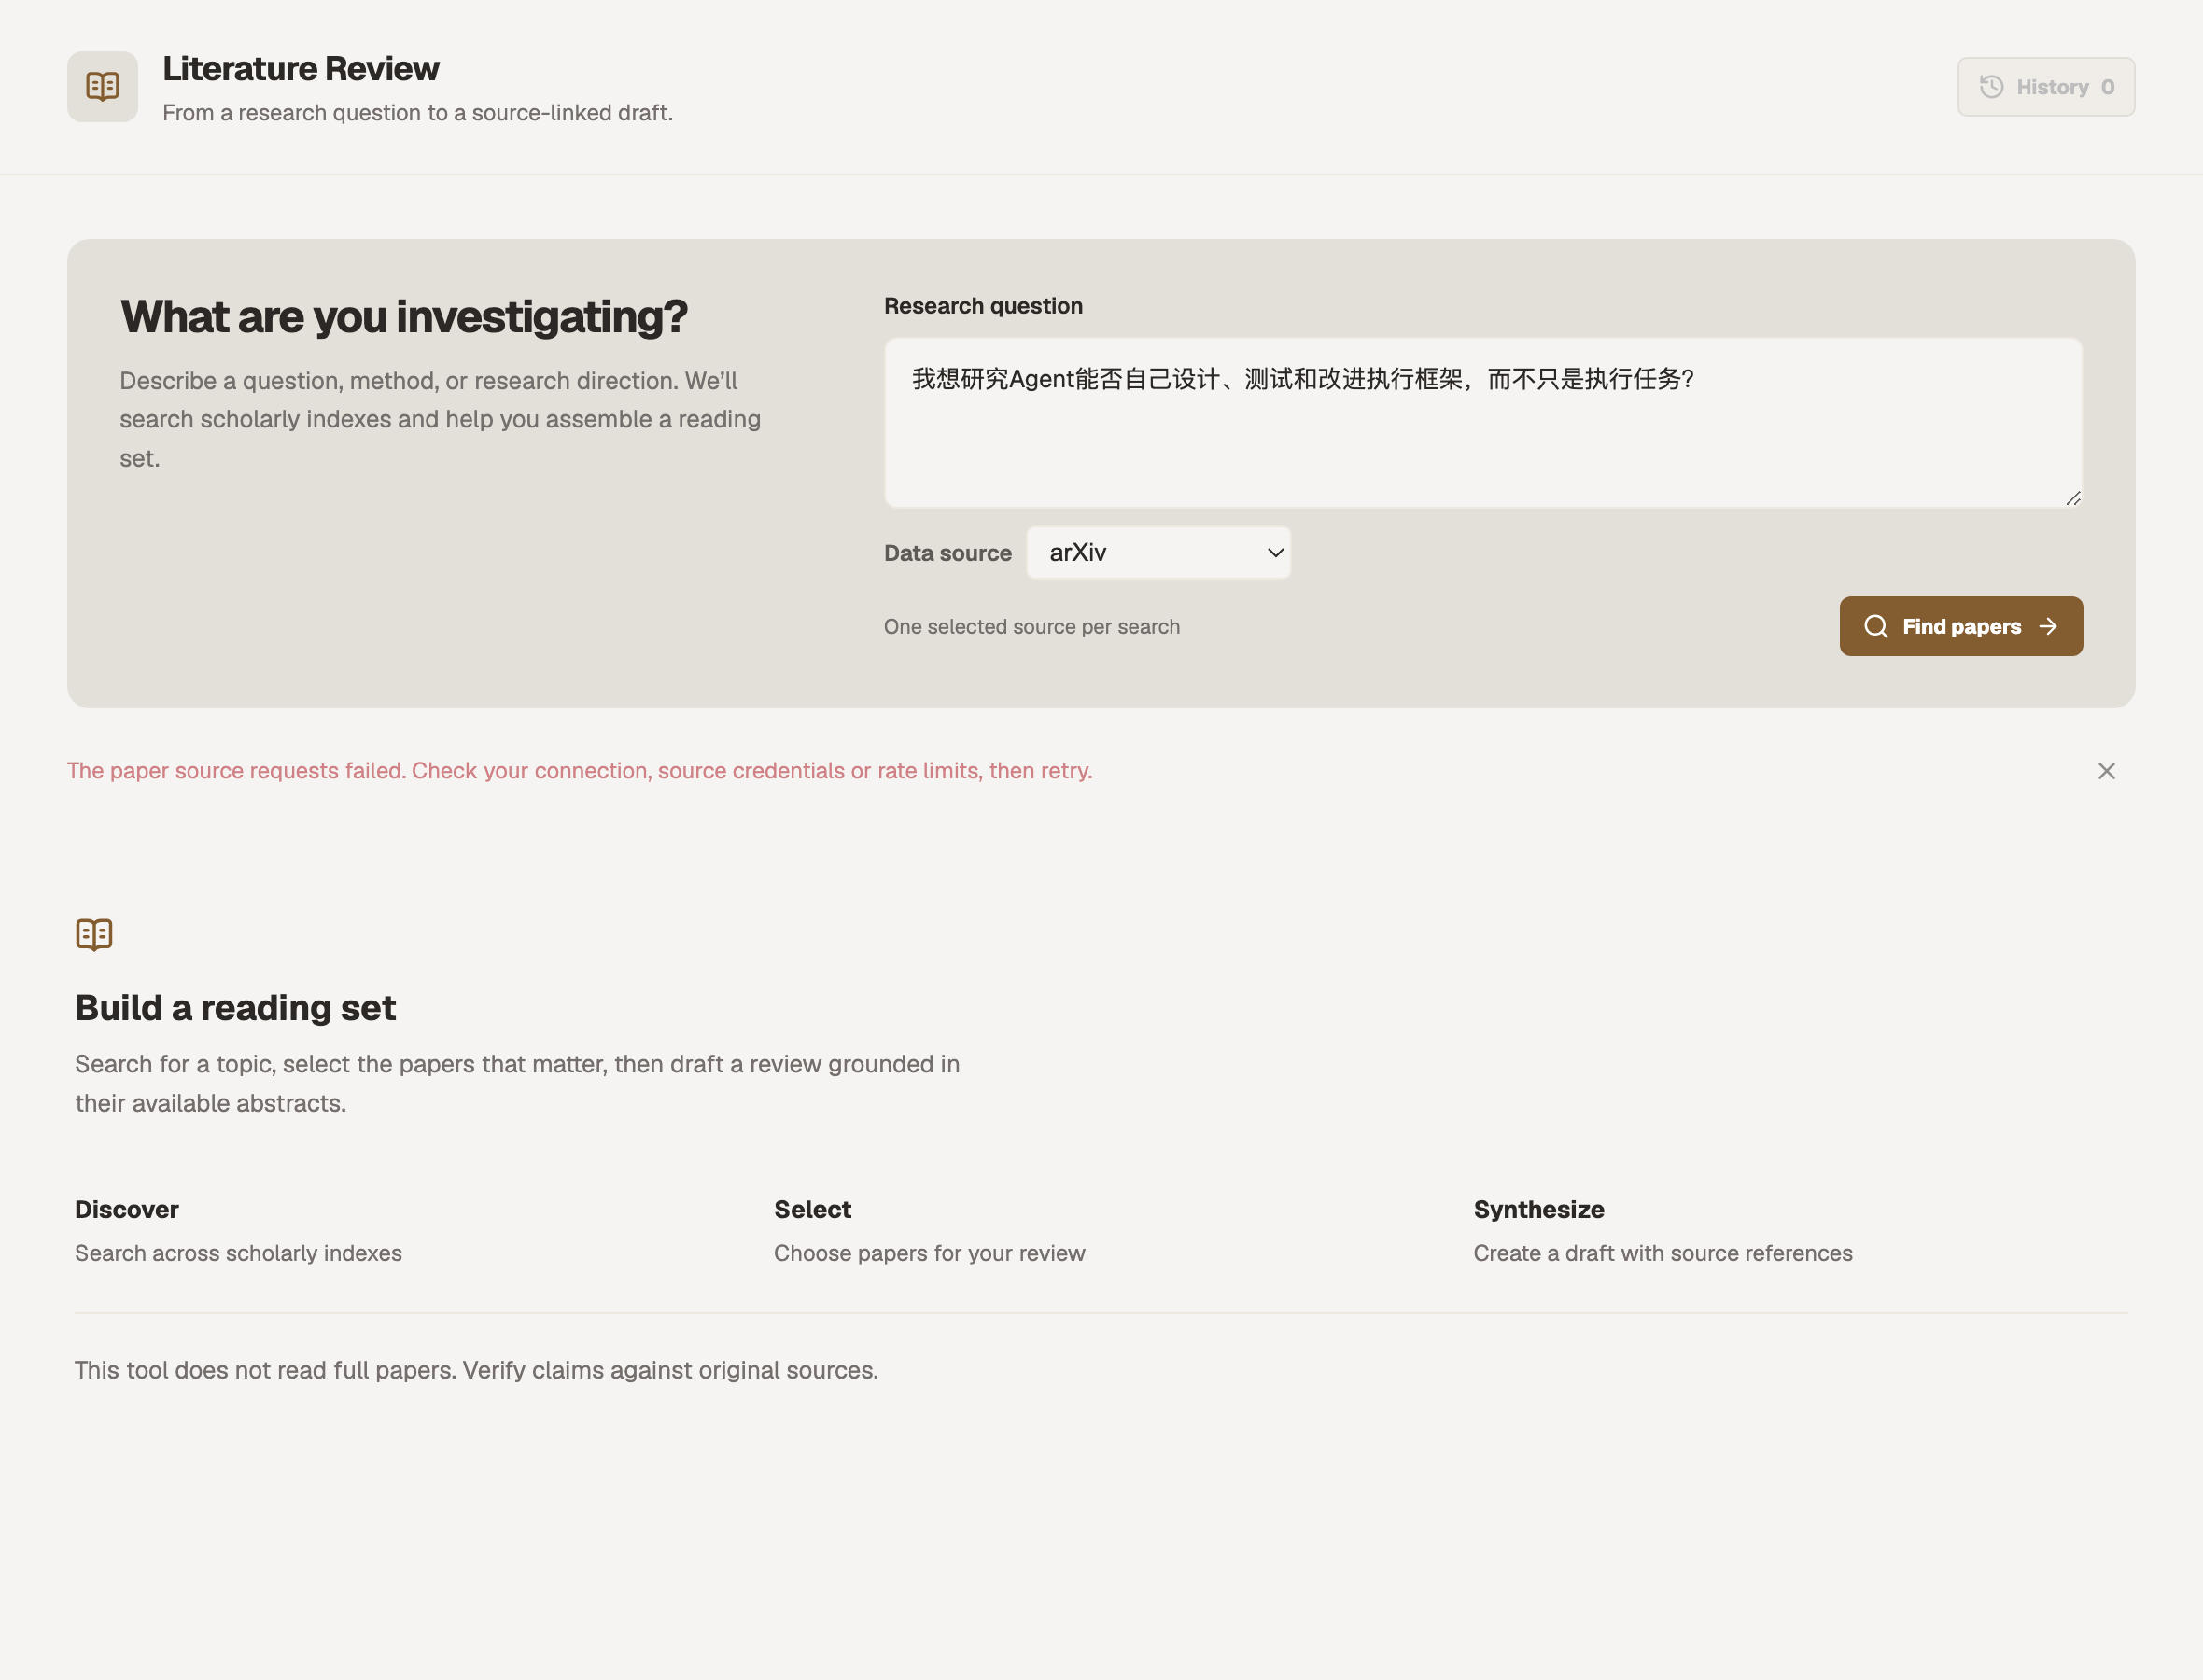 Literature Review
From a research question to a source-linked draft.
History 0
What are you investigating?
Describe a question, method, or research direction. We’ll
search scholarly indexes and help you assemble a reading
set.
Research question
我想研究Agent能否自己设计、测试和改进执行框架，而不只是执行任务?
Data source
arXiv
One selected source per search
Find papers
The paper source requests failed. Check your connection, source credentials or rate limits, then retry.
Build a reading set
Search for a topic, select the papers that matter, then draft a review grounded in
their available abstracts.
Discover
Search across scholarly indexes
Select
Choose papers for your review
Synthesize
Create a draft with source references
This tool does not read full papers. Verify claims against original sources.